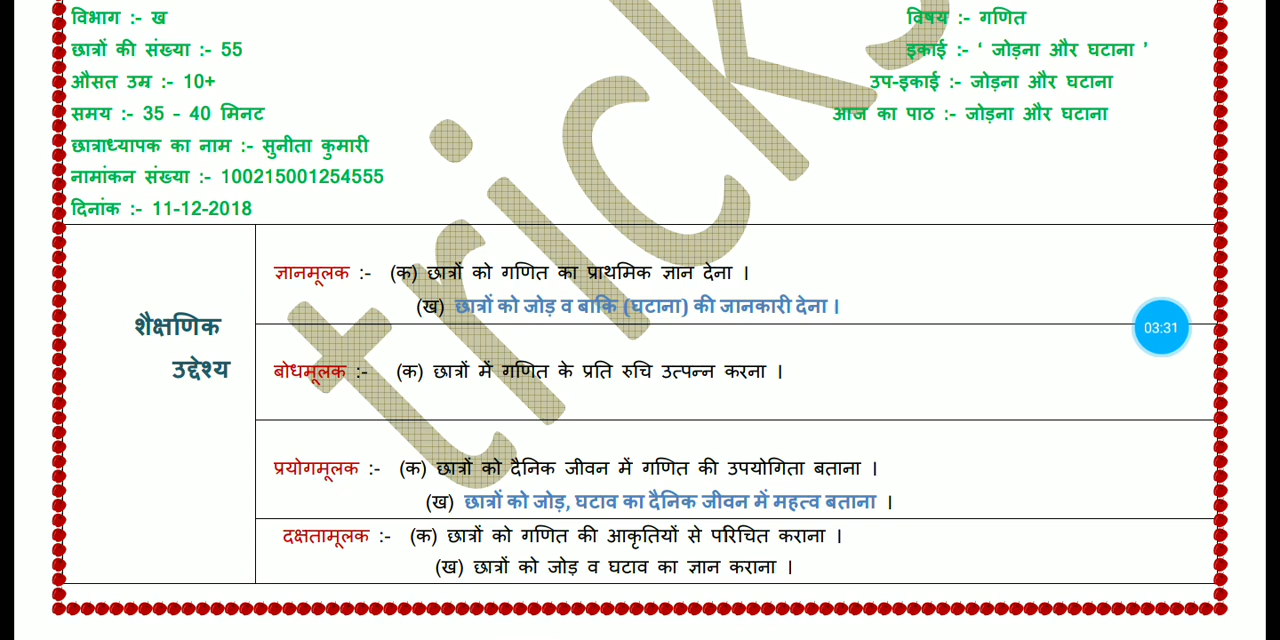 विभाग :- ख
छात्रों की संख्या :- 55
औसत उम्र :- 10+
समय :- 35 - 40 मिनट
छात्राध्यापक का नाम :- सुनीता कुमारी
नामांकन संख्या :- 100215001254555
दिनांक :- 11-12-2018
विषय :- गणित
इकाई :- ‘ जोड़ना और घटाना ’
उप-इकाई :- जोड़ना और घटाना
आज का पाठ :- जोड़ना और घटाना
शैक्षणिक
उद्देश्य
ज्ञानमूलक :- (क) छात्रों को गणित का प्राथमिक ज्ञान देना ।
(ख) छात्रों को जोड़ व बाकि (घटाना) की जानकारी देना ।
बोधमूलक :- (क) छात्रों में गणित के प्रति रुचि उत्पन्न करना ।
प्रयोगमूलक :- (क) छात्रों को दैनिक जीवन में गणित की उपयोगिता बताना ।
(ख) छात्रों को जोड़, घटाव का दैनिक जीवन में महत्व बताना ।
दक्षतामूलक :- (क) छात्रों को गणित की आकृतियों से परिचित कराना ।
(ख) छात्रों को जोड़ व घटाव का ज्ञान कराना ।
03:31
tricks